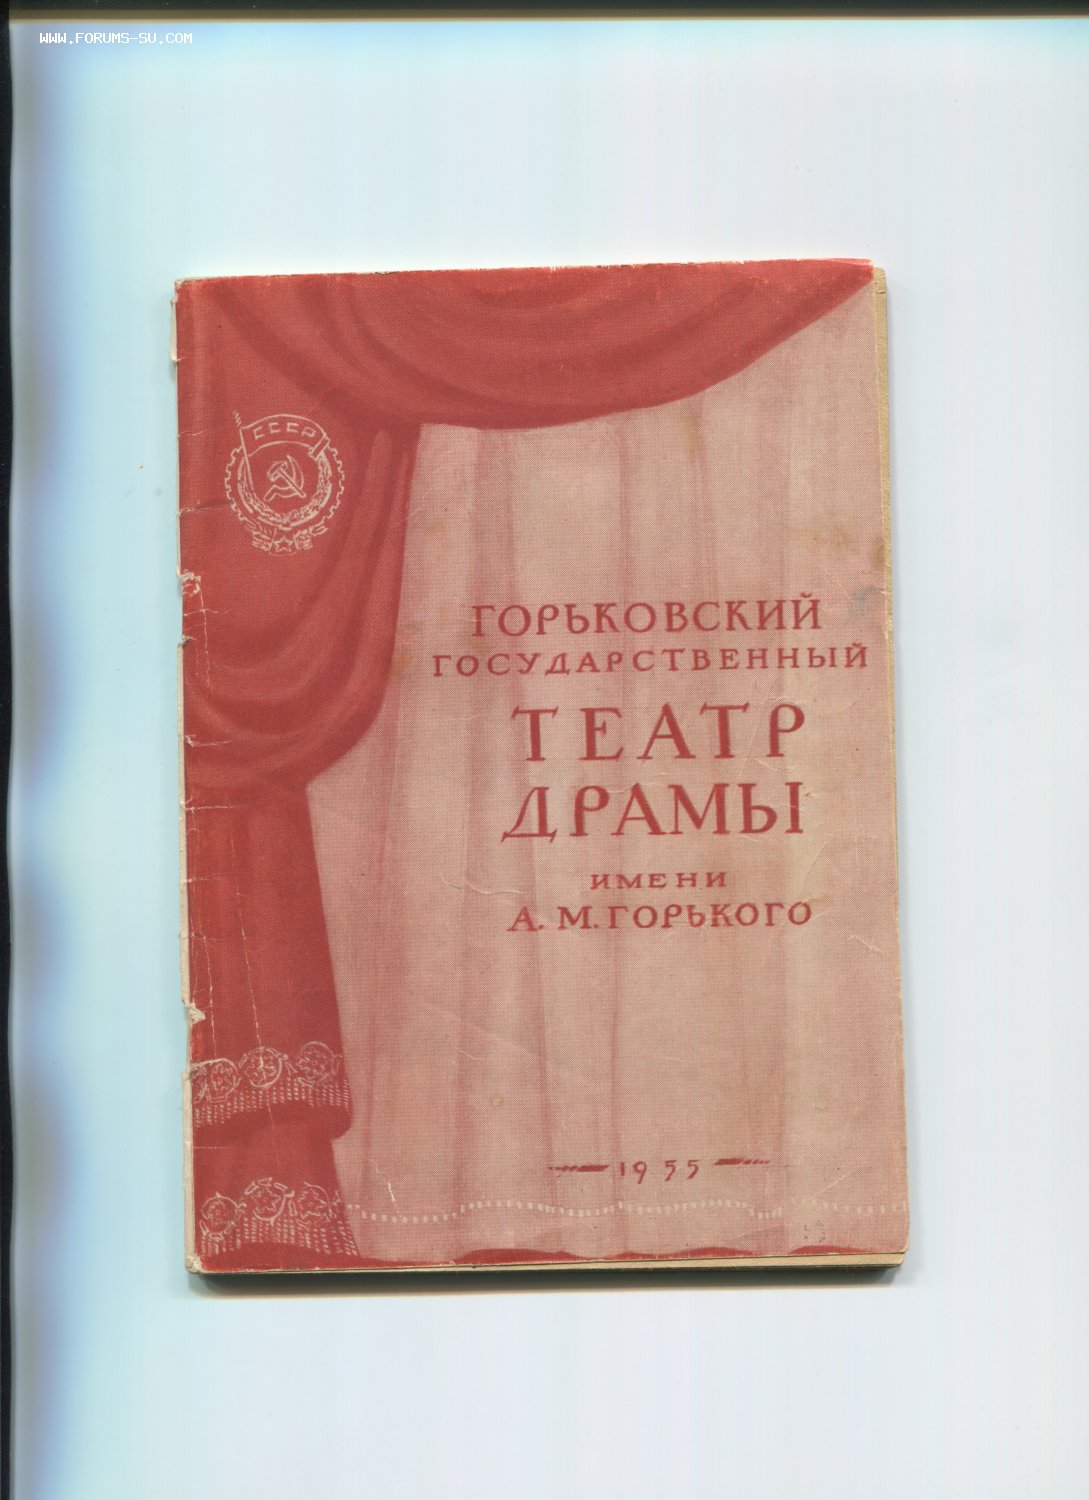 WWW.FORUMS-SU.COM
СССР
ГОРЬКОВСКИЙ
ГОСУДАРСТВЕННЫЙ
ТЕАТР
ДРАМЫ
ИМЕНИ
А. М. ГОРЬКОГО
1955